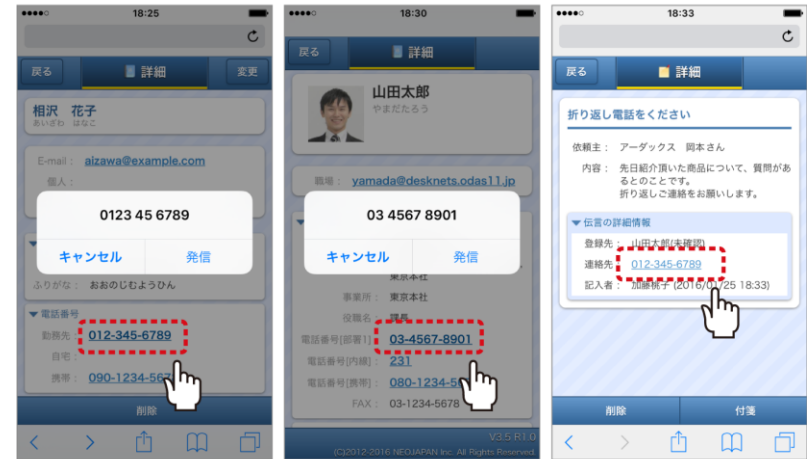 18:25
戻る
詳細
変更
相沢 花子
あいざわ はなこ
E-mail : aizawa@example.com
個人 :
0123 45 6789
キャンセル
発信
ふりがな : おおのじむようひん
▼電話番号
勤務先 : 012-345-6789
自宅 :
携帯 : 090-1234-567
削除
18:30
戻る
詳細
山田太郎
やまだたろう
職場 : yamada@desknets.odas11.jp
03 4567 8901
キャンセル
発信
東京本社
事業所 : 東京本社
役職名 : 課長
電話番号[部署1] : 03-4567-8901
電話番号[内線] : 231
電話番号[携帯] : 080-1234-5
FAX : 03-1234-5678
V3.5 R1.0
(C)2012-2016 NEOJAPAN Inc. All Rights Reserved.
18:33
戻る
詳細
折り返し電話をください
依頼主 : アーダックス 岡本さん
内容 : 先日紹介頂いた商品について、質問があ
るとのことです。
折り返しご連絡をお願いします。
▼伝言の詳細情報
登録先 : 山田太郎(未確認)
連絡先 : 012-345-6789
記入者 : 加藤桃子 (2016/01/25 18:33)
削除
付箋